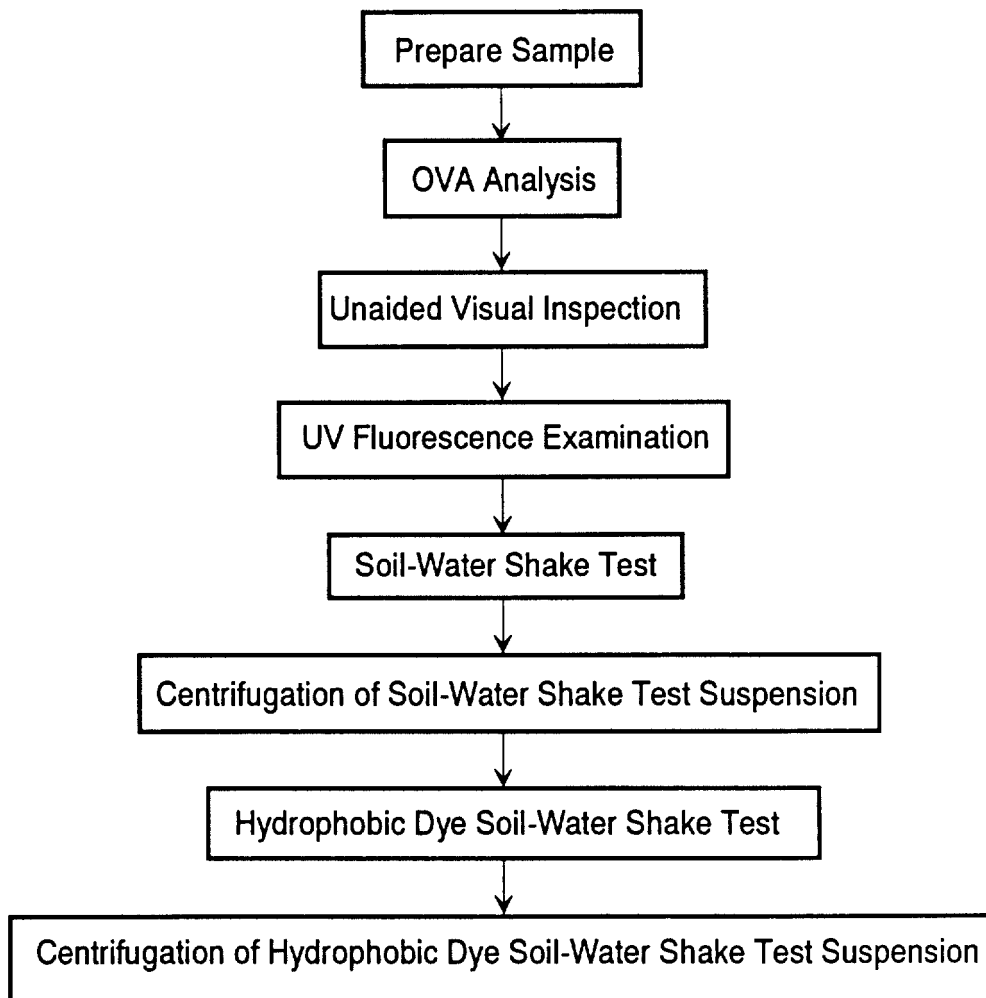 Prepare Sample
OVA Analysis
Unaided Visual Inspection
UV Fluorescence Examination
Soil-Water Shake Test
Centrifugation of Soil-Water Shake Test Suspension
Hydrophobic Dye Soil-Water Shake Test
Centrifugation of Hydrophobic Dye Soil-Water Shake Test Suspension